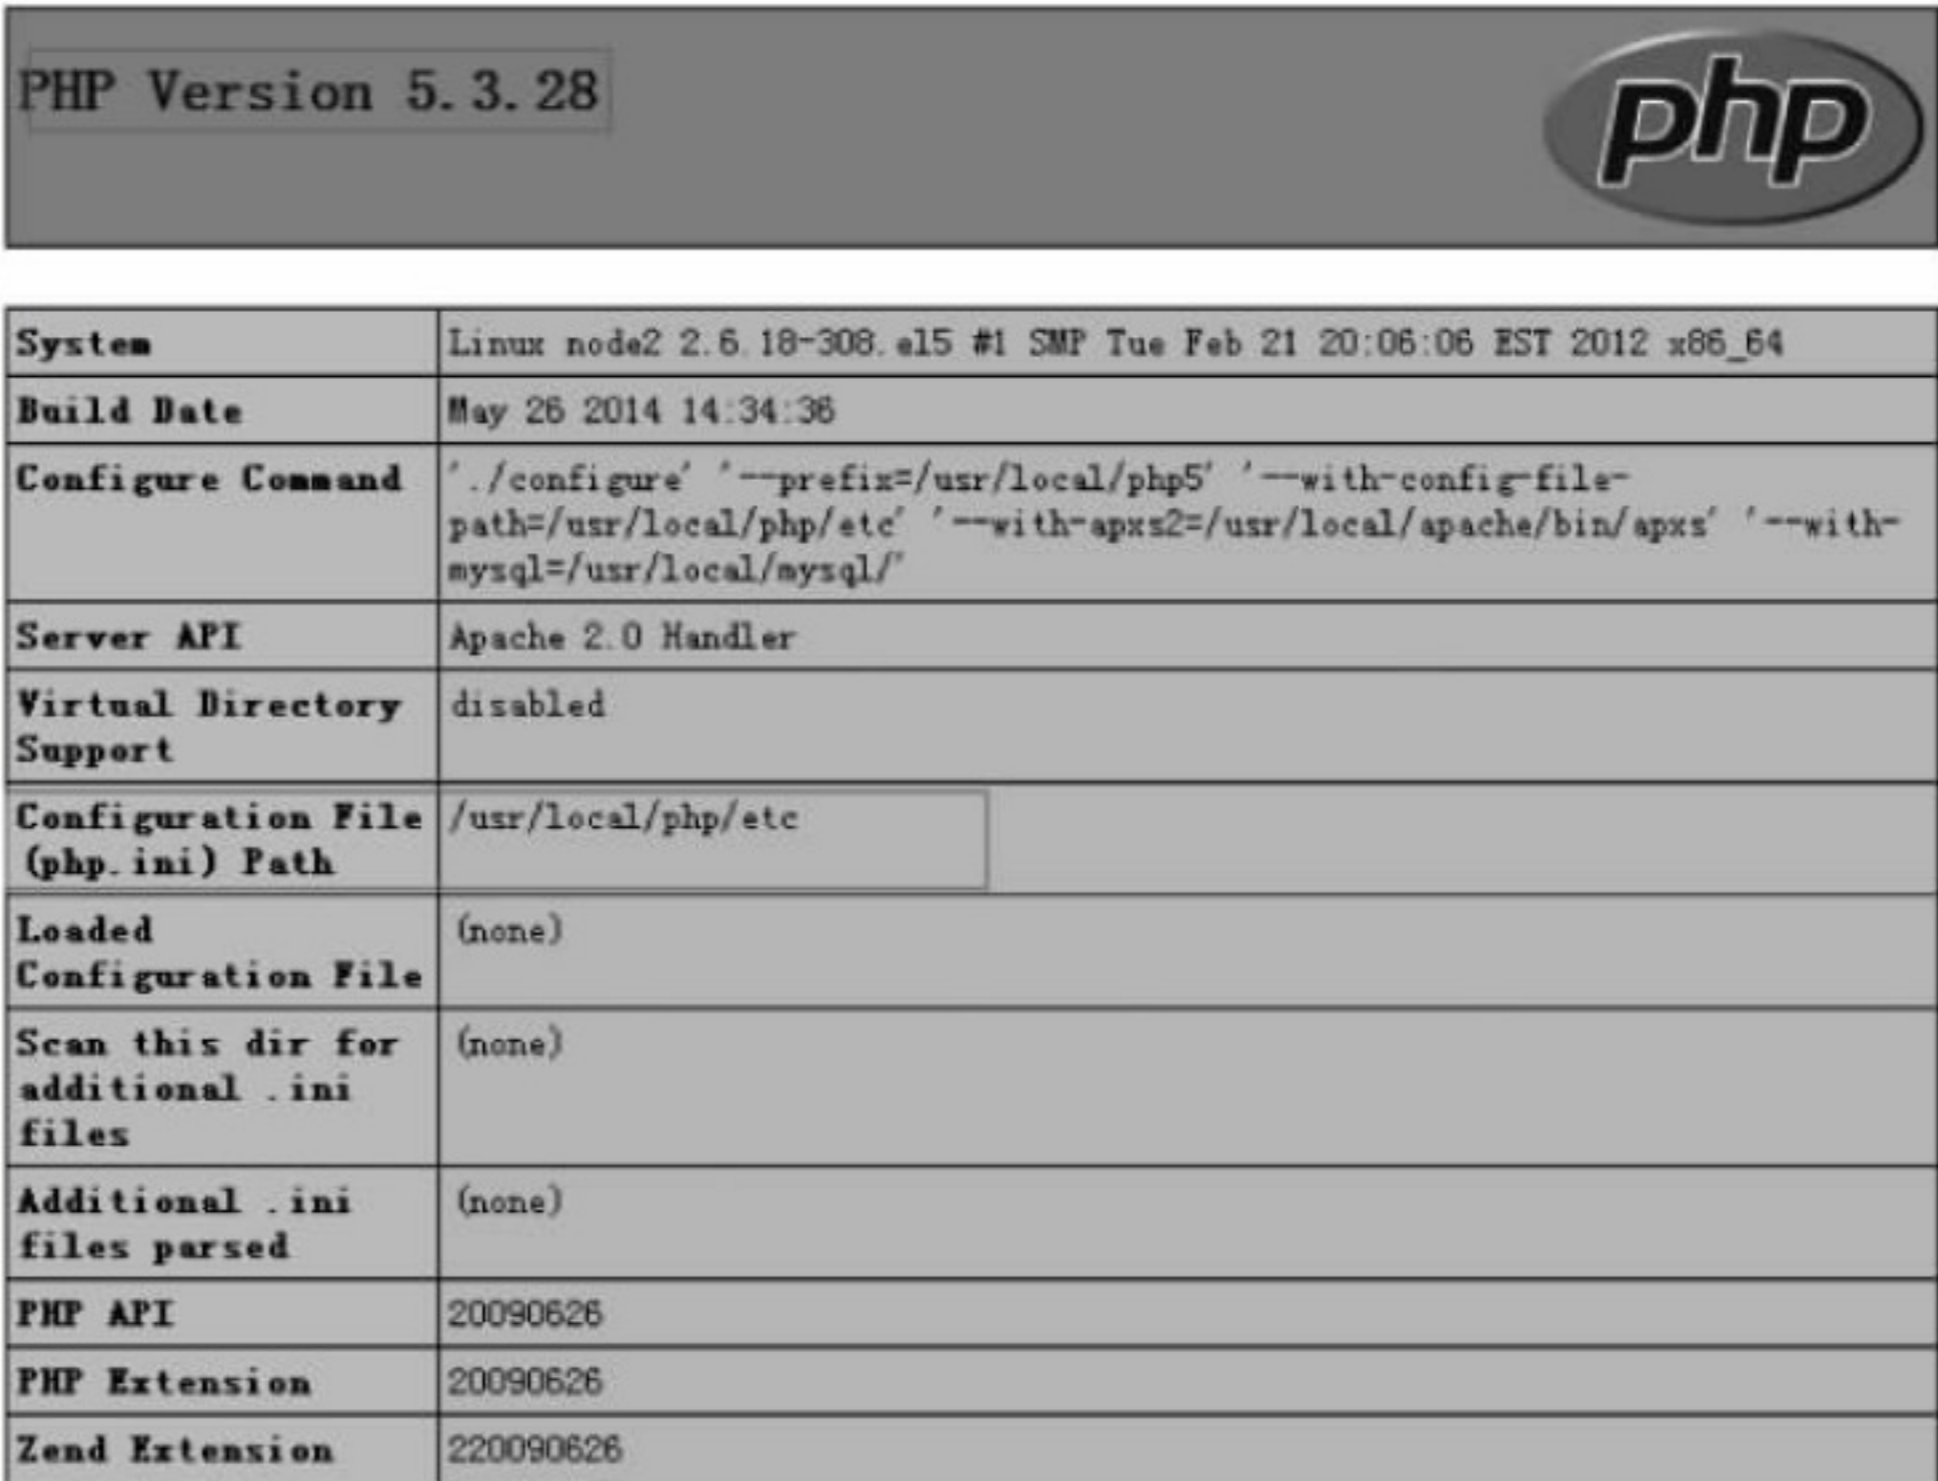 PHP Version 5.3.28
php
System
Linux node2 2.6.18-308.el5 #1 SMP Tue Feb 21 20:06:06 EST 2012 x86_64
Build Date
May 26 2014 14:34:36
Configure Command
'./configure' '--prefix=/usr/local/php5' '--with-config-file-
path=/usr/local/php/etc' '--with-apxs2=/usr/local/apache/bin/apxs' '--with-
mysql=/usr/local/mysql/'
Server API
Apache 2.0 Handler
Virtual Directory
Support
disabled
Configuration File
(php.ini) Path
/usr/local/php/etc
Loaded
Configuration File
(none)
Scan this dir for
additional .ini
files
(none)
Additional .ini
files parsed
(none)
PHP API
20090626
PHP Extension
20090626
Zend Extension
220090626